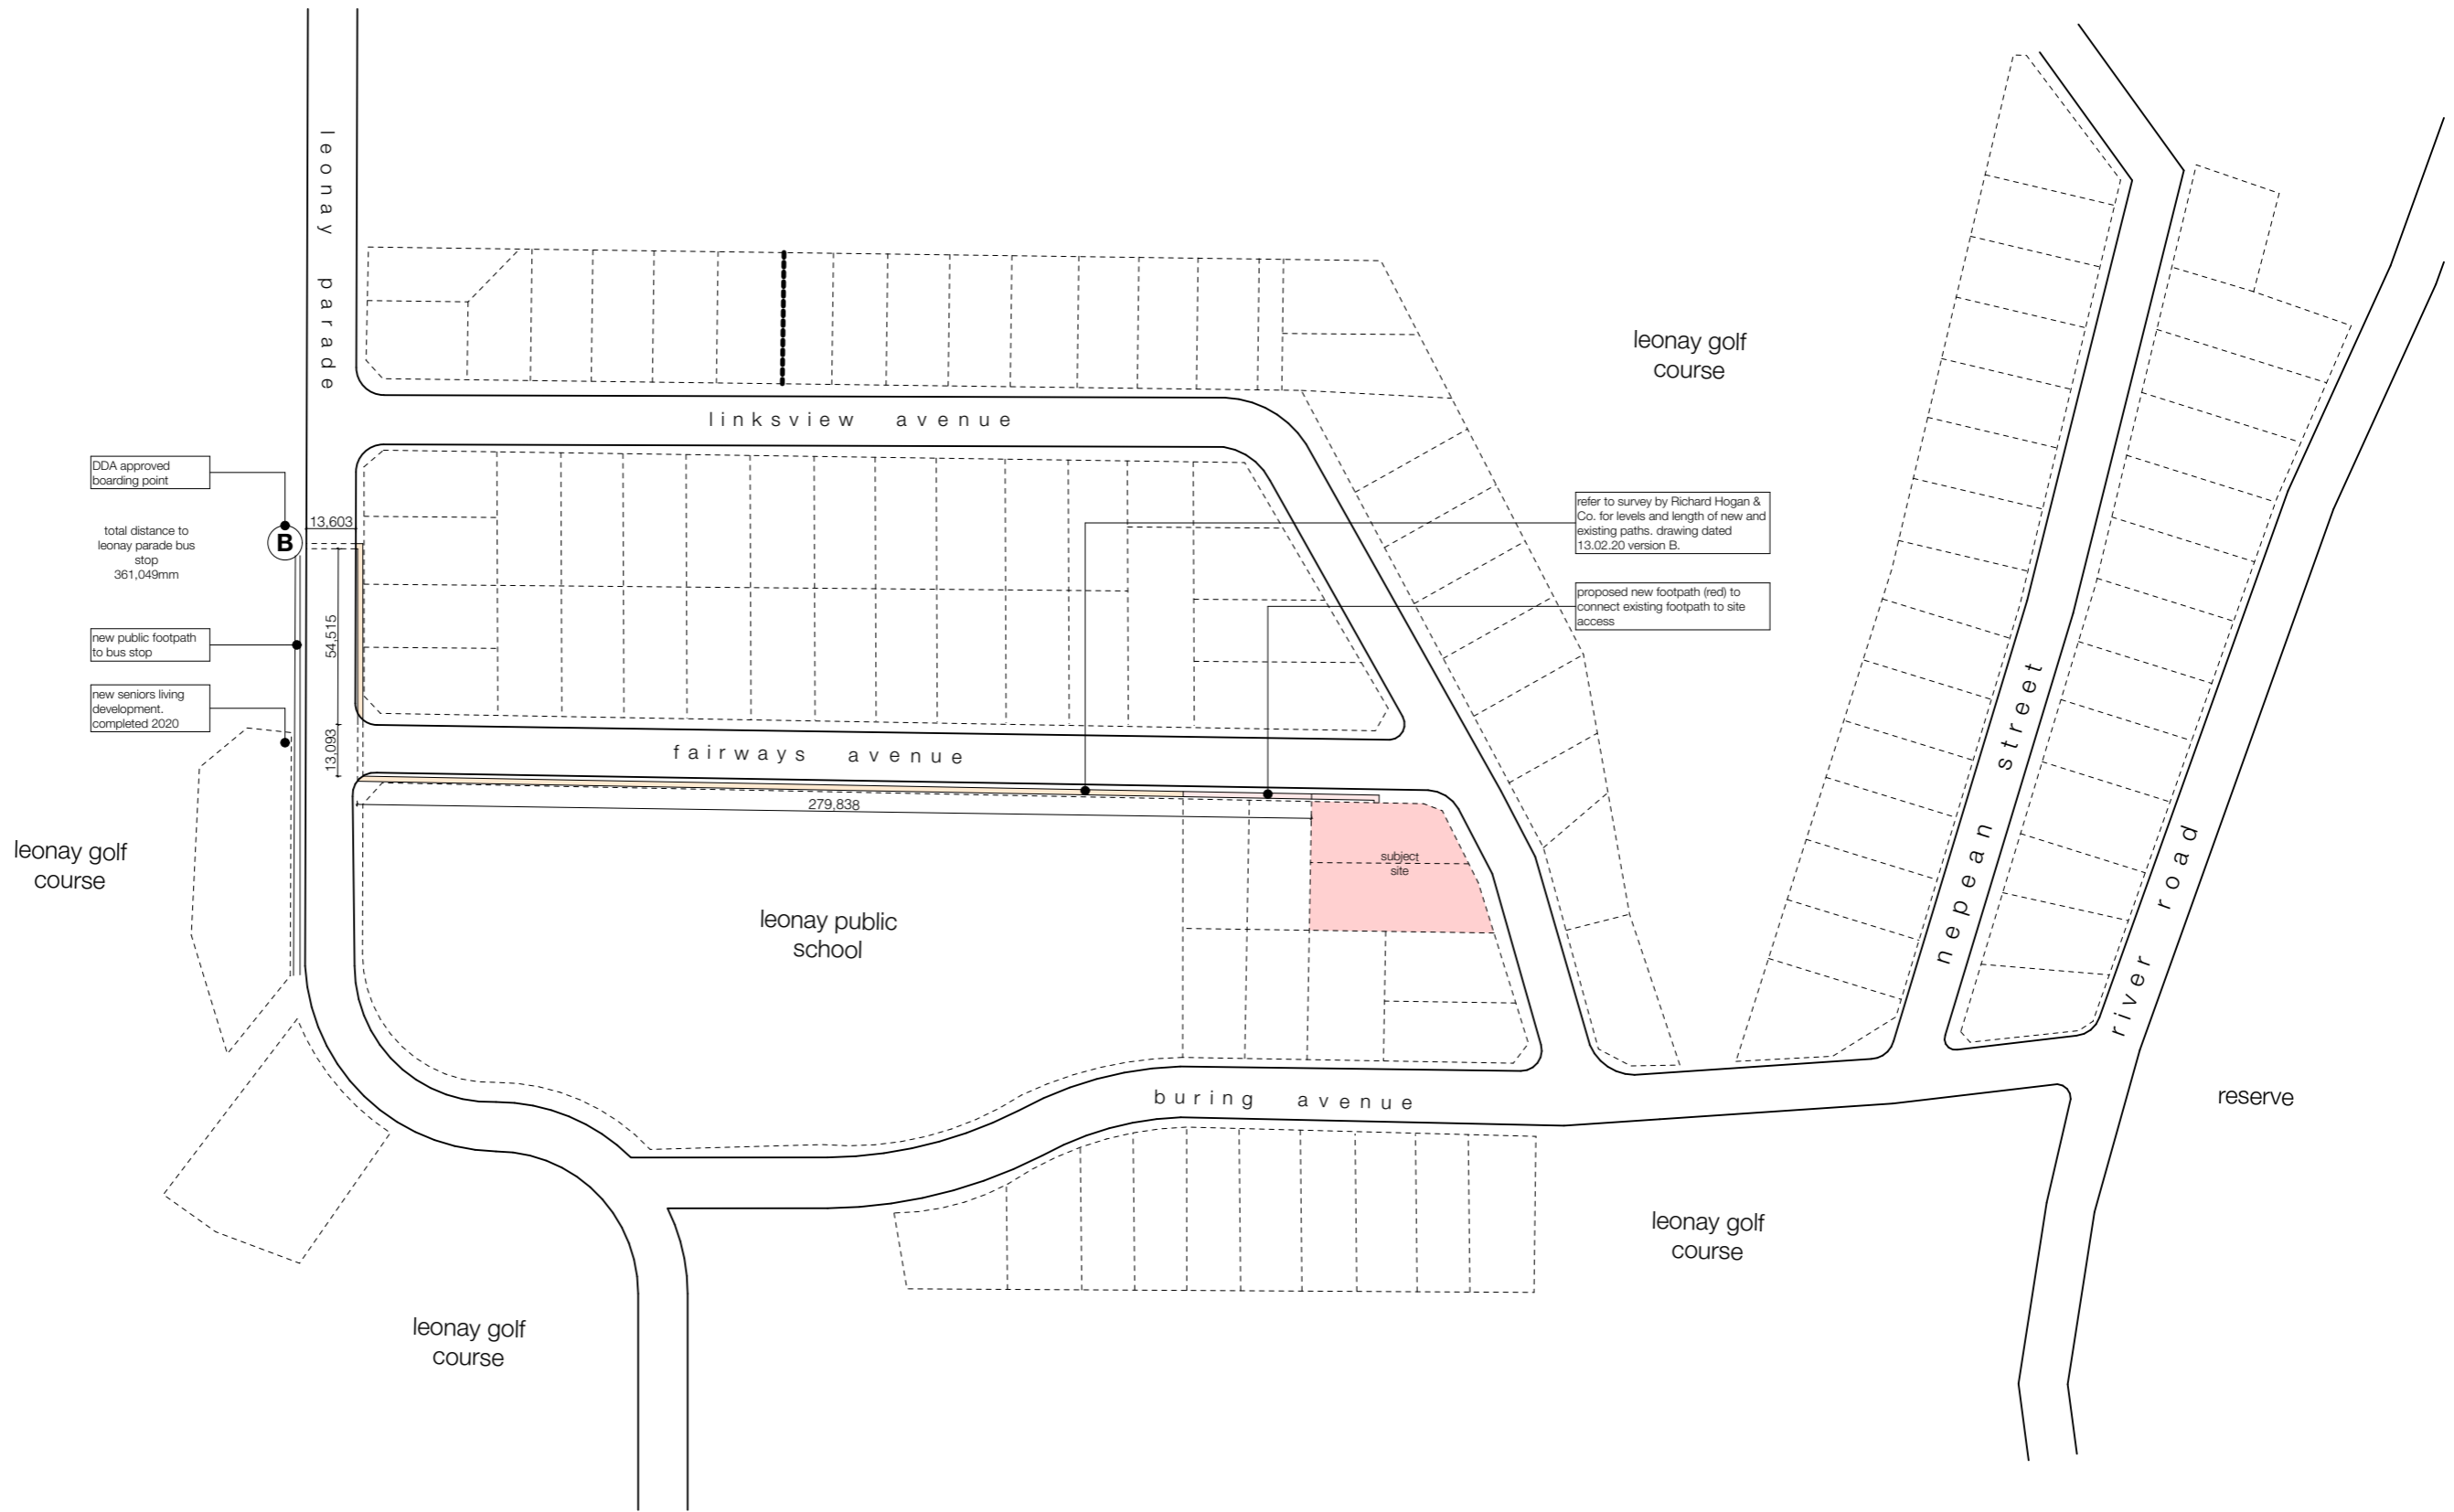 leonay parade
leonay golf
course
linksview avenue
DDA approved
boarding point
13,603
B
total distance to
leonay parade bus
stop
361,049mm
refer to survey by Richard Hogan &
Co. for levels and length of new and
existing paths. drawing dated
13.02.20 version B.
proposed new footpath (red) to
connect existing footpath to site
access
new public footpath
to bus stop
54,515
new seniors living
development.
completed 2020
13,093
fairways avenue
279,838
nepean street
river road
leonay golf
course
subject
site
leonay public
school
buring avenue
reserve
leonay golf
course
leonay golf
course